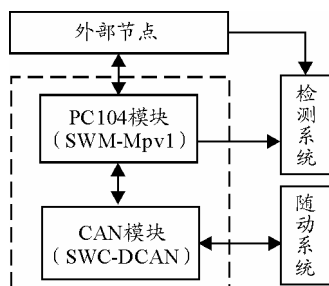 外部节点
PC104模块
(SWM-Mpv1)
检测系统
CAN模块
(SWC-DCAN)
随动系统